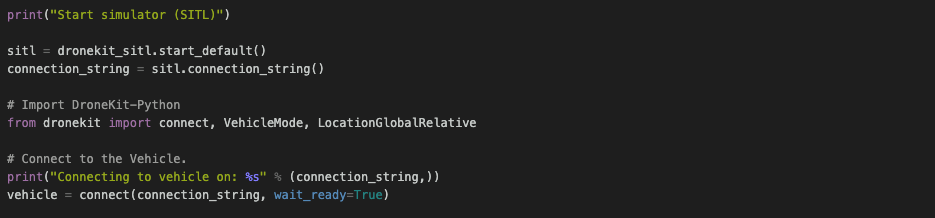 print("Start simulator (SITL)")
sitl = dronekit_sitl.start_default()
connection_string = sitl.connection_string()
# Import DroneKit-Python
from dronekit import connect, VehicleMode, LocationGlobalRelative
# Connect to the Vehicle.
print("Connecting to vehicle on: %s" % (connection_string,))
vehicle = connect(connection_string, wait_ready=True)